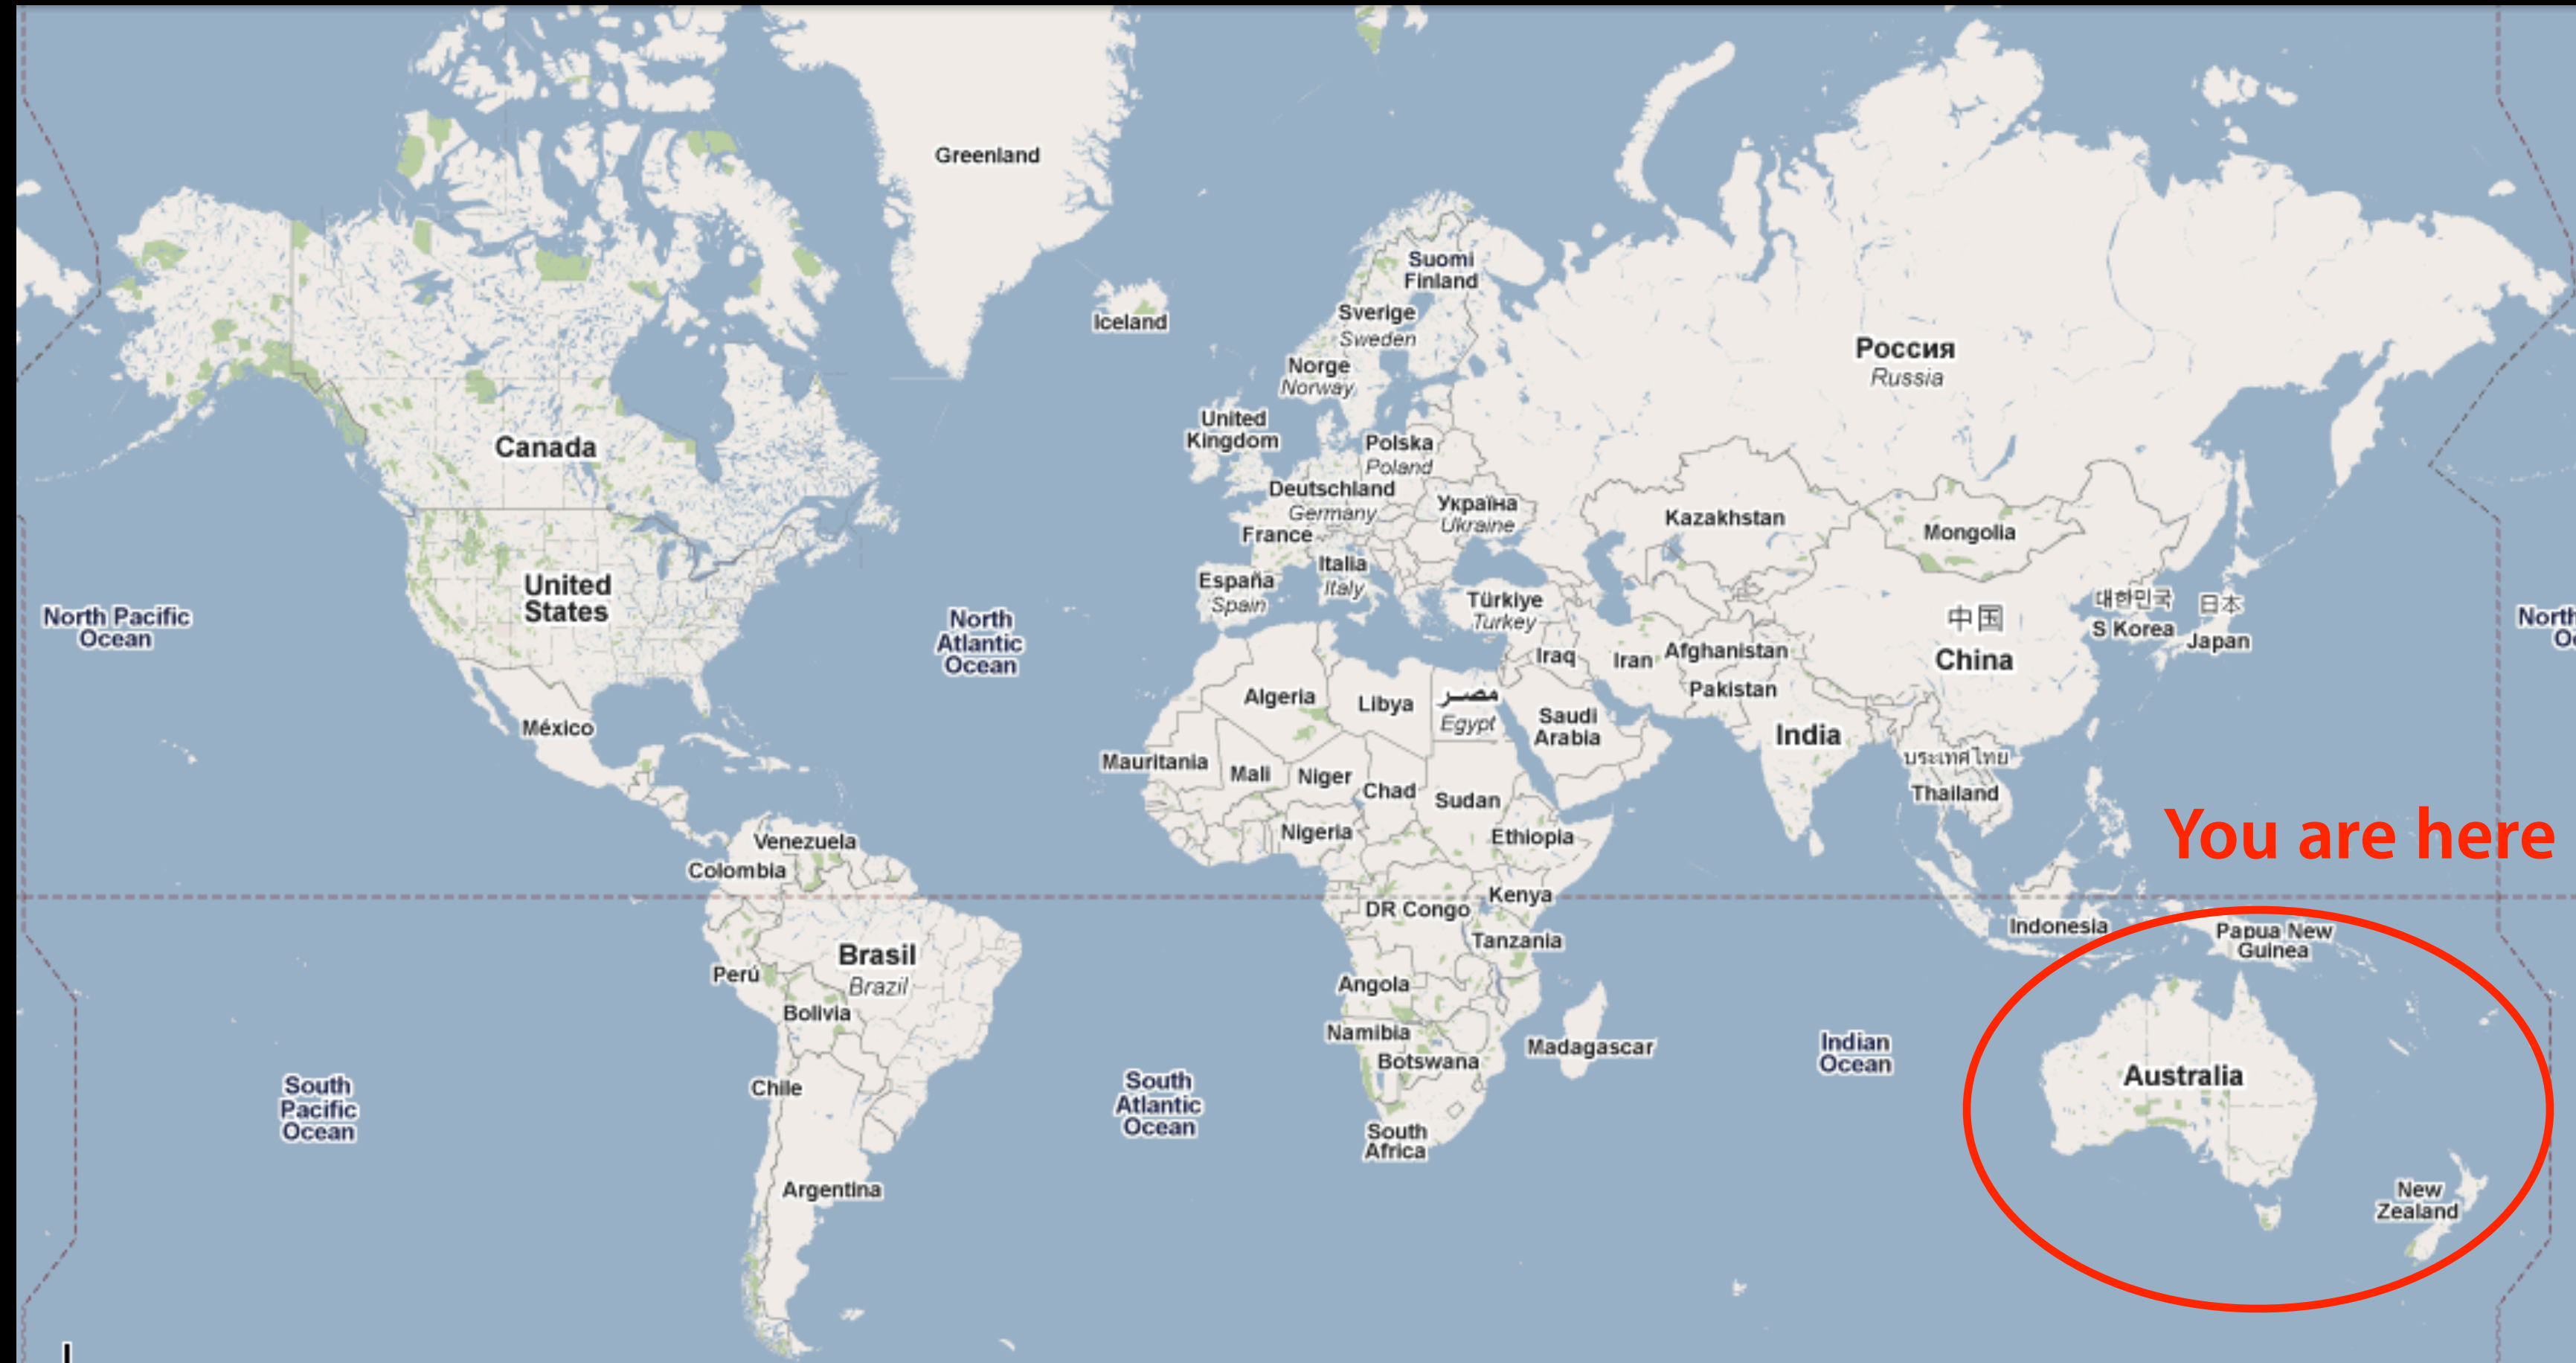 Greenland
Iceland
Suomi
Finland
Sverige
Sweden
Norge
Norway
Россия
Russia
United
Kingdom
Polska
Poland
Canada
Deutschland
Germany
Україна
Ukraine
France
Kazakhstan
Mongolia
Italia
Italy
España
Spain
United
States
Türkiye
Turkey
대한민국
S Korea
日本
Japan
中国
China
North Pacific
Ocean
North
Atlantic
Ocean
Iraq
Iran
Afghanistan
Pakistan
Algeria
Libya
مصر
Egypt
Saudi
Arabia
India
México
Mauritania
Mali
Niger
Chad
Sudan
ประเทศไทย
Thailand
Nigeria
Ethiopia
You are here
Venezuela
Colombia
Kenya
DR Congo
Tanzania
Indonesia
Papua New
Guinea
Brasil
Brazil
Perú
Bolivia
Angola
Namibia
Botswana
Madagascar
Indian
Ocean
Australia
Chile
South
Pacific
Ocean
South
Atlantic
Ocean
South
Africa
Argentina
New
Zealand